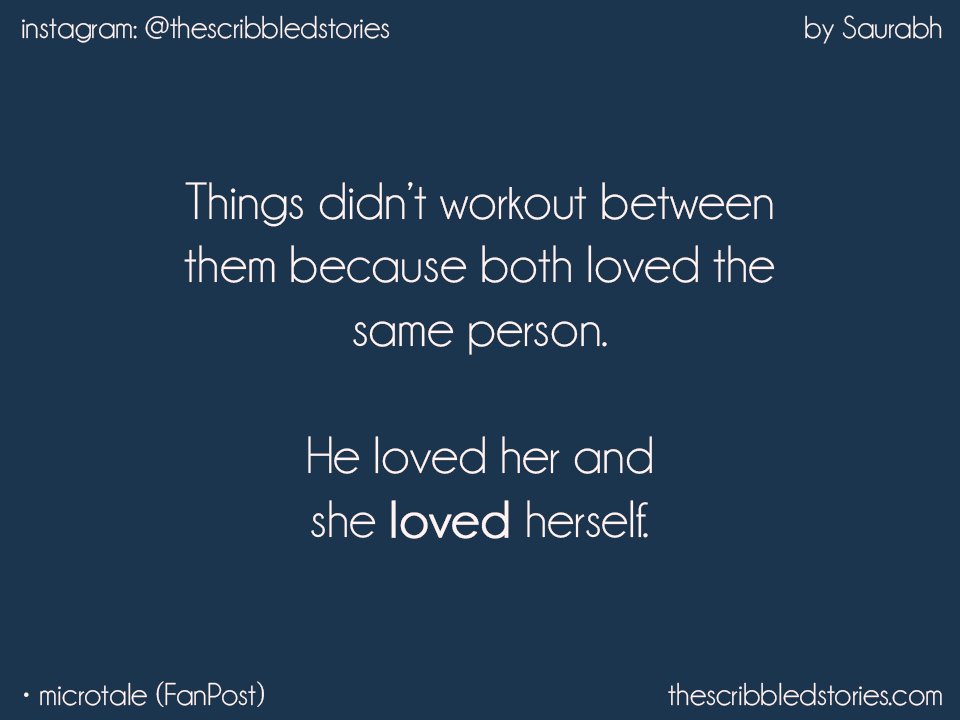 instagram: @thescribbledstories
by Saurabh
Things didn't workout between
them because both loved the
same person.
He loved her and
she loved herself.
• microtale (FanPost)
thescribbledstories.com